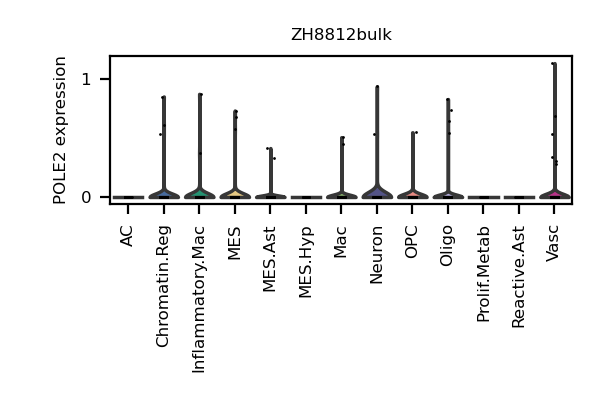 ZH8812bulk
POLE2 expression
1
0
AC
Chromatin.Reg
Inflammatory.Mac
MES
MES.Ast
MES.Hyp
Mac
Neuron
OPC
Oligo
Prolif.Metab
Reactive.Ast
Vasc